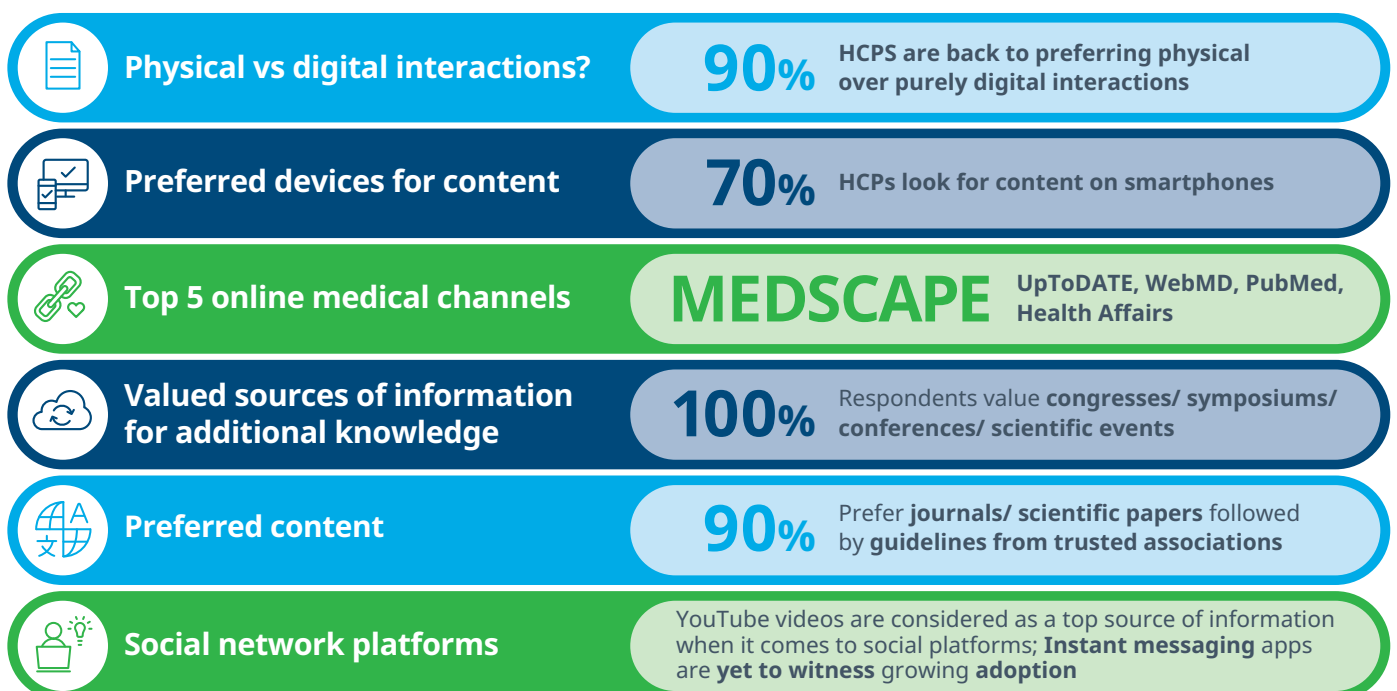 Physical vs digital interactions?
90%
HCPS are back to preferring physical
over purely digital interactions
Preferred devices for content
70%
HCPs look for content on smartphones
Top 5 online medical channels
MEDSCAPE
UpToDATE, WebMD, PubMed,
Health Affairs
Valued sources of information
for additional knowledge
100%
Respondents value congresses/ symposiums/
conferences/ scientific events
A
文
Preferred content
90%
Prefer journals/ scientific papers followed
by guidelines from trusted associations
Social network platforms
YouTube videos are considered as a top source of information
when it comes to social platforms; Instant messaging apps
are yet to witness growing adoption